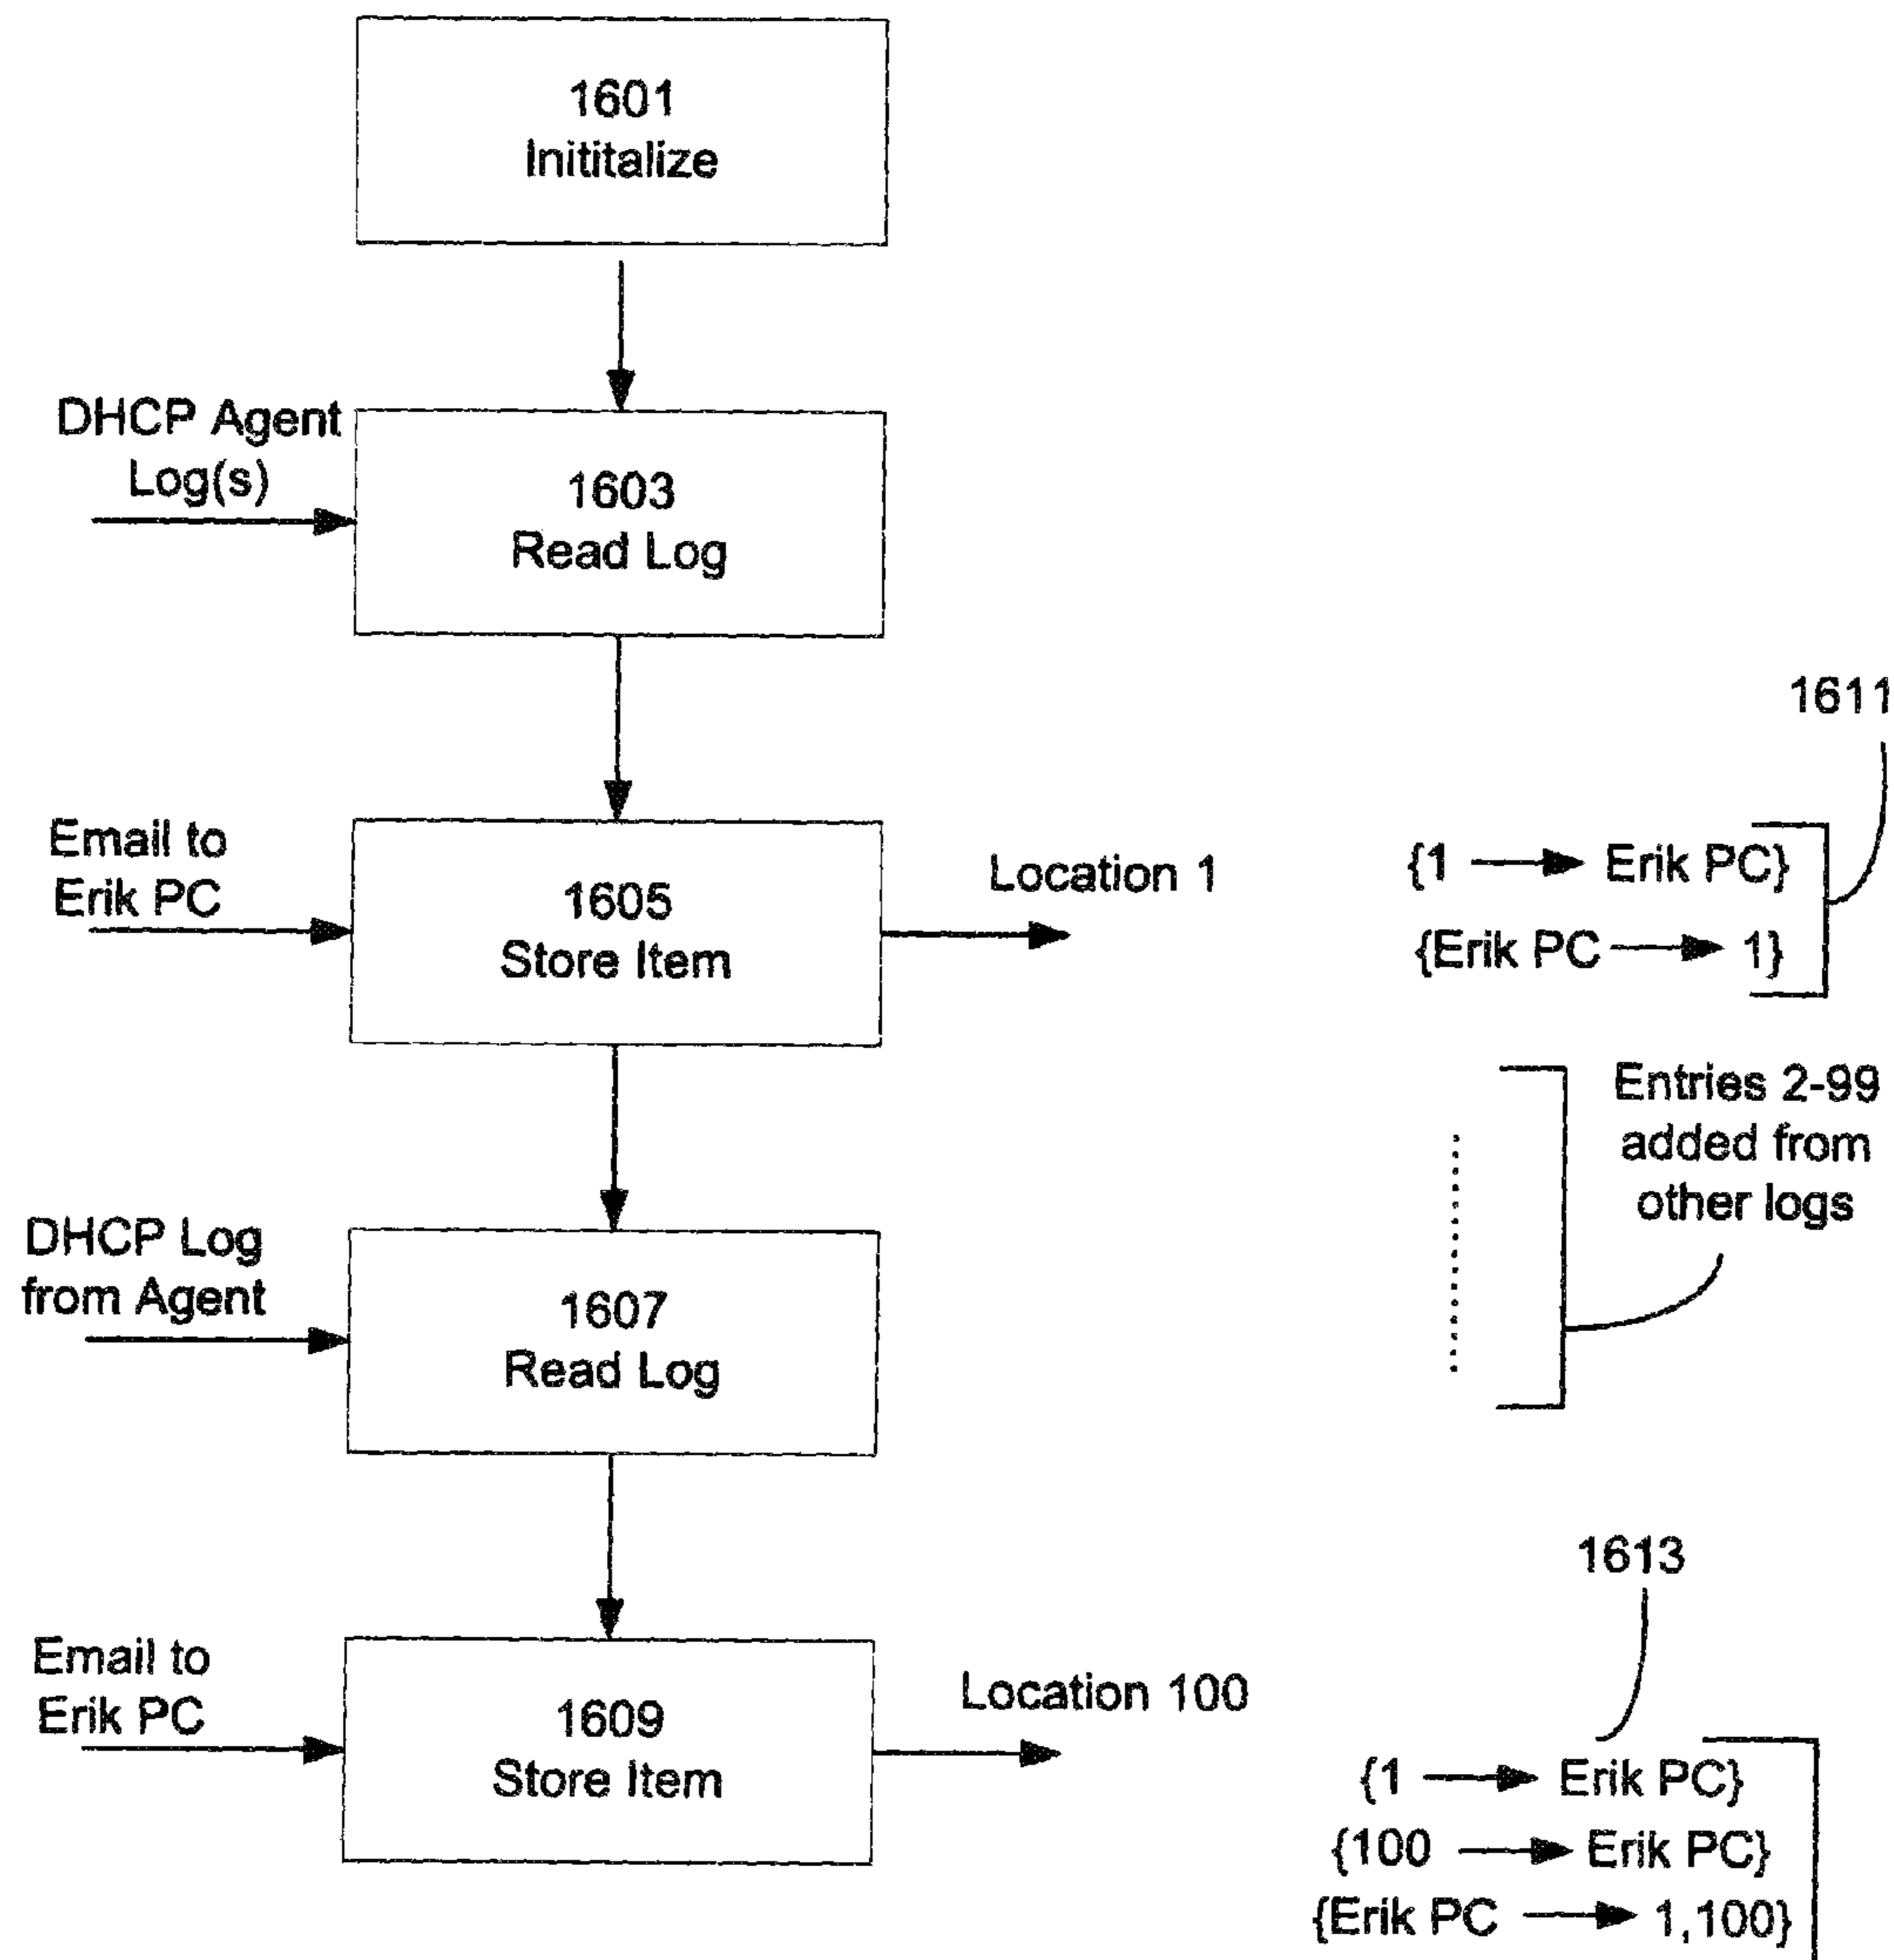 1601
Inititalize
DHCP Agent
Log(s)
1603
Read Log
1611
Email to
Erik PC
1605
Store Item
Location 1
{1 → Erik PC}
{Erik PC → 1}
Entries 2-99
added from
other logs
DHCP Log
from Agent
1607
Read Log
1613
Email to
Erik PC
1609
Store Item
Location 100
{1 → Erik PC}
{100 → Erik PC}
{Erik PC → 1,100}